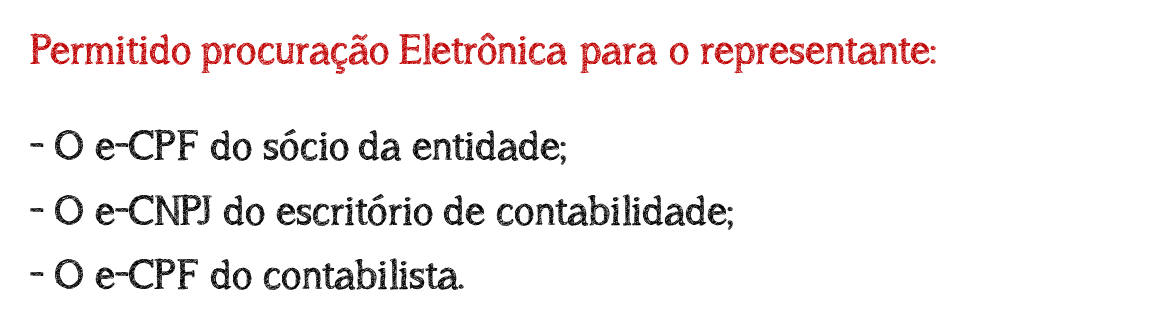 Permitido procuração Eletrônica para o representante:
- O e-CPF do sócio da entidade;
- O e-CNPJ do escritório de contabilidade;
- O e-CPF do contabilista.